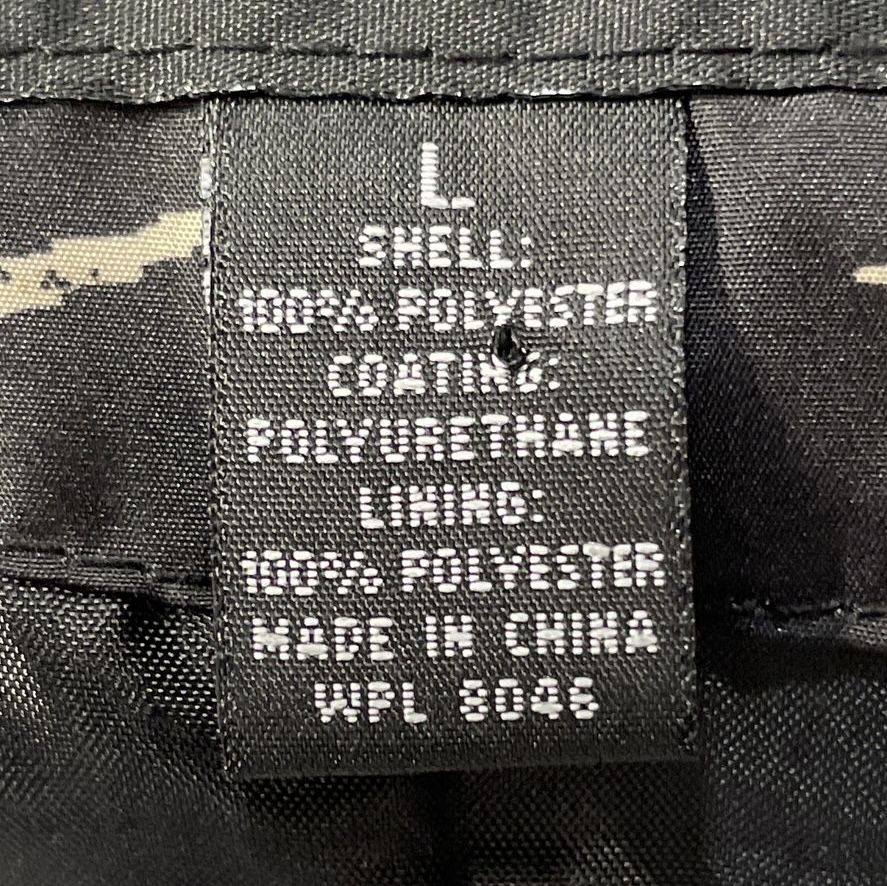 L
SHELL:
100% POLYESTER
COATING:
POLYURETHANE
LINING:
100% POLYESTER
MADE IN CHINA
WPL 8046